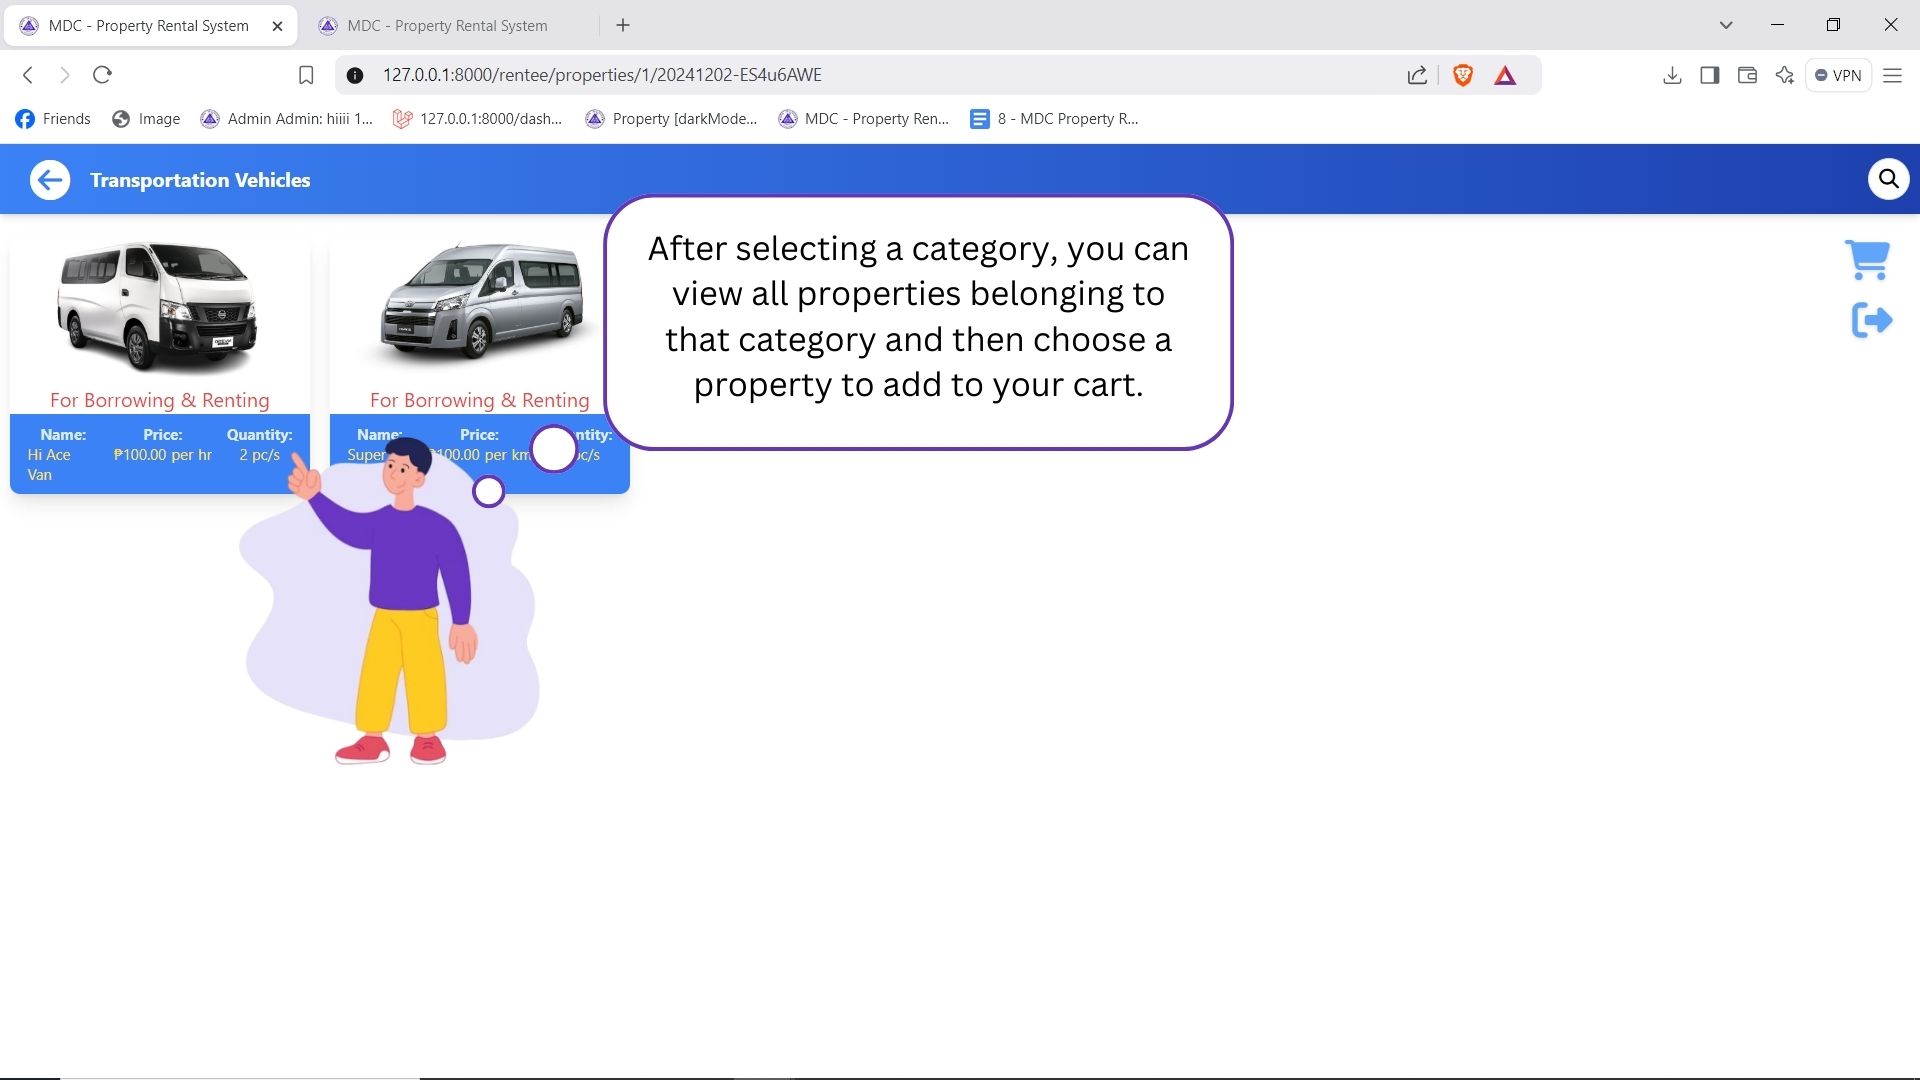 MDC - Property Rental System
MDC - Property Rental System
127.0.0.1:8000/rentee/properties/1/20241202-ES4u6AWE
VPN
Friends
Image
Admin Admin: hiiii 1...
127.0.0.1:8000/dash...
Property [darkMode...
MDC - Property Ren...
8 - MDC Property R...
Transportation Vehicles
After selecting a category, you can
view all properties belonging to
that category and then choose a
property to add to your cart.
For Borrowing & Renting
Name: Price: Quantity:
Hi Ace ₱100.00 per hr 2 pc/s
Van
For Borrowing & Renting
Name: Price: ntity:
Super 100.00 per km pc/s